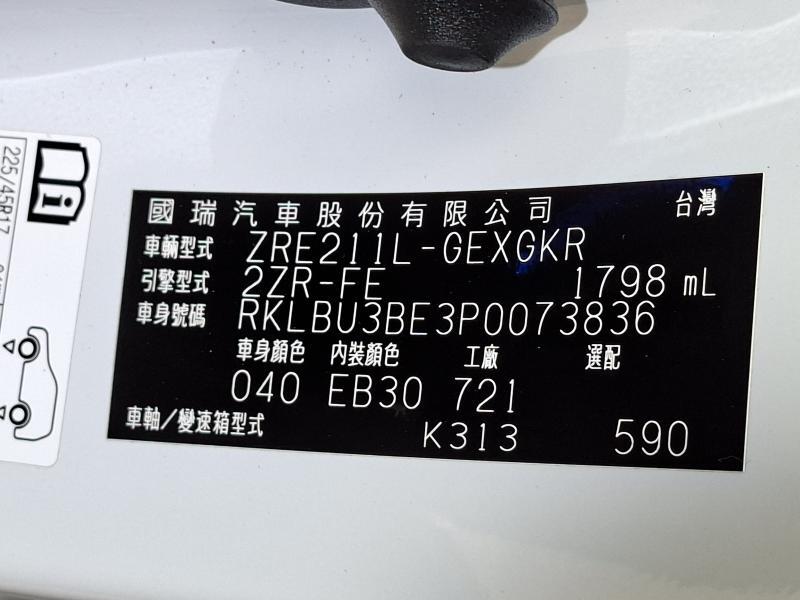 國瑞汽車股份有限公司 台灣
車輛型式 ZRE211L-GEXGKR
引擎型式 2ZR-FE 1798 mL
車身號碼 RKLBU3BE3P0073836
車身顏色 內裝顏色 工廠 選配
040 EB30 721
車軸/變速箱型式 K313 590
225/45R17